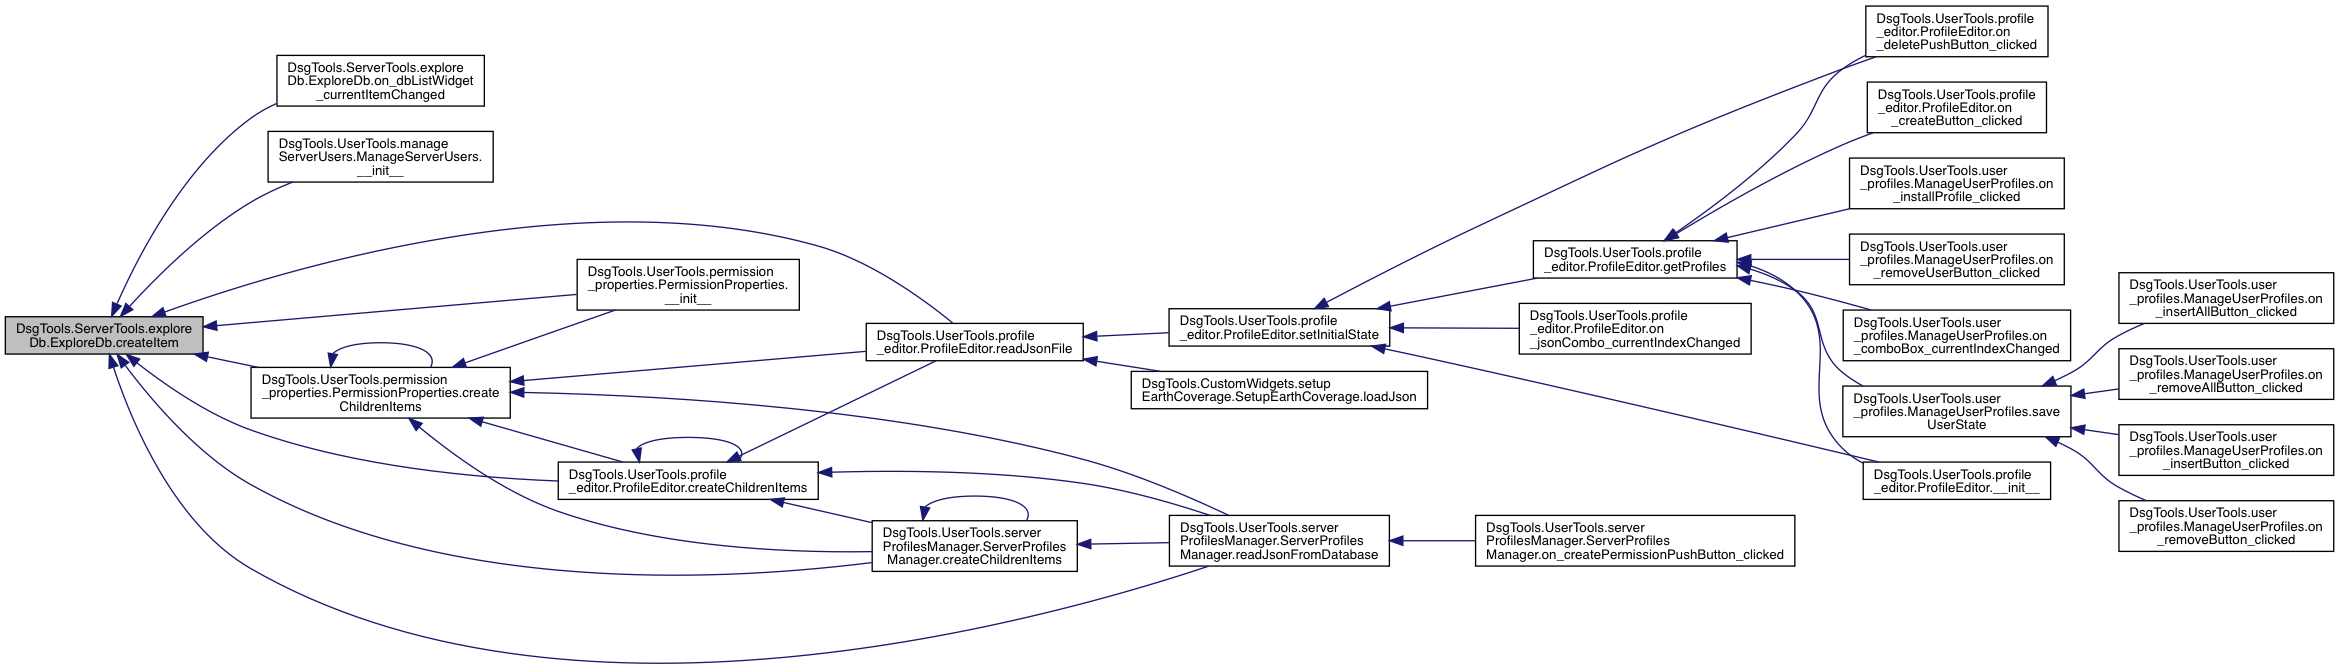 DsgTools.ServerTools.explore
Db.ExploreDb.createItem
DsgTools.ServerTools.explore
Db.ExploreDb.on_dbListWidget
_currentItemChanged
DsgTools.UserTools.manage
ServerUsers.ManageServerUsers.
__init__
DsgTools.UserTools.permission
_properties.PermissionProperties.
__init__
DsgTools.UserTools.permission
_properties.PermissionProperties.create
ChildrenItems
DsgTools.UserTools.profile
_editor.ProfileEditor.createChildrenItems
DsgTools.UserTools.profile
_editor.ProfileEditor.readJsonFile
DsgTools.UserTools.server
ProfilesManager.ServerProfiles
Manager.createChildrenItems
DsgTools.UserTools.profile
_editor.ProfileEditor.setInitialState
DsgTools.CustomWidgets.setup
EarthCoverage.SetupEarthCoverage.loadJson
DsgTools.UserTools.server
ProfilesManager.ServerProfiles
Manager.readJsonFromDatabase
DsgTools.UserTools.profile
_editor.ProfileEditor.getProfiles
DsgTools.UserTools.profile
_editor.ProfileEditor.on
_jsonCombo_currentIndexChanged
DsgTools.UserTools.server
ProfilesManager.ServerProfiles
Manager.on_createPermissionPushButton_clicked
DsgTools.UserTools.profile
_editor.ProfileEditor.on
_deletePushButton_clicked
DsgTools.UserTools.profile
_editor.ProfileEditor.on
_createButton_clicked
DsgTools.UserTools.user
_profiles.ManageUserProfiles.on
_installProfile_clicked
DsgTools.UserTools.user
_profiles.ManageUserProfiles.on
_removeUserButton_clicked
DsgTools.UserTools.user
_profiles.ManageUserProfiles.on
_comboBox_currentIndexChanged
DsgTools.UserTools.user
_profiles.ManageUserProfiles.save
UserState
DsgTools.UserTools.profile
_editor.ProfileEditor.__init__
DsgTools.UserTools.user
_profiles.ManageUserProfiles.on
_insertAllButton_clicked
DsgTools.UserTools.user
_profiles.ManageUserProfiles.on
_removeAllButton_clicked
DsgTools.UserTools.user
_profiles.ManageUserProfiles.on
_insertButton_clicked
DsgTools.UserTools.user
_profiles.ManageUserProfiles.on
_removeButton_clicked